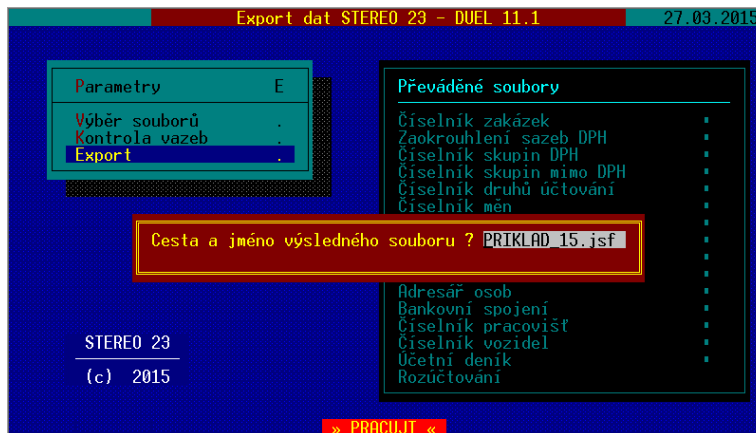 Export dat STEREO 23 - DUEL 11.1 27.03.2015
Parametry E
Výběr souborů .
Kontrola vazeb .
Export .
Převáděné soubory
Číselník zakázek
Zaokrouhlení sazeb DPH
Číselník skupin DPH
Číselník skupin mimo DPH
Číselník druhů účtování
Číselník měn
Cesta a jméno výsledného souboru ? PRIKLAD_15.jsf
Adresář osob
Bankovní spojení
Číselník pracovišť
Číselník vozidel
Účetní deník
Rozúčtování
STEREO 23
(c) 2015
» PRACUJI «